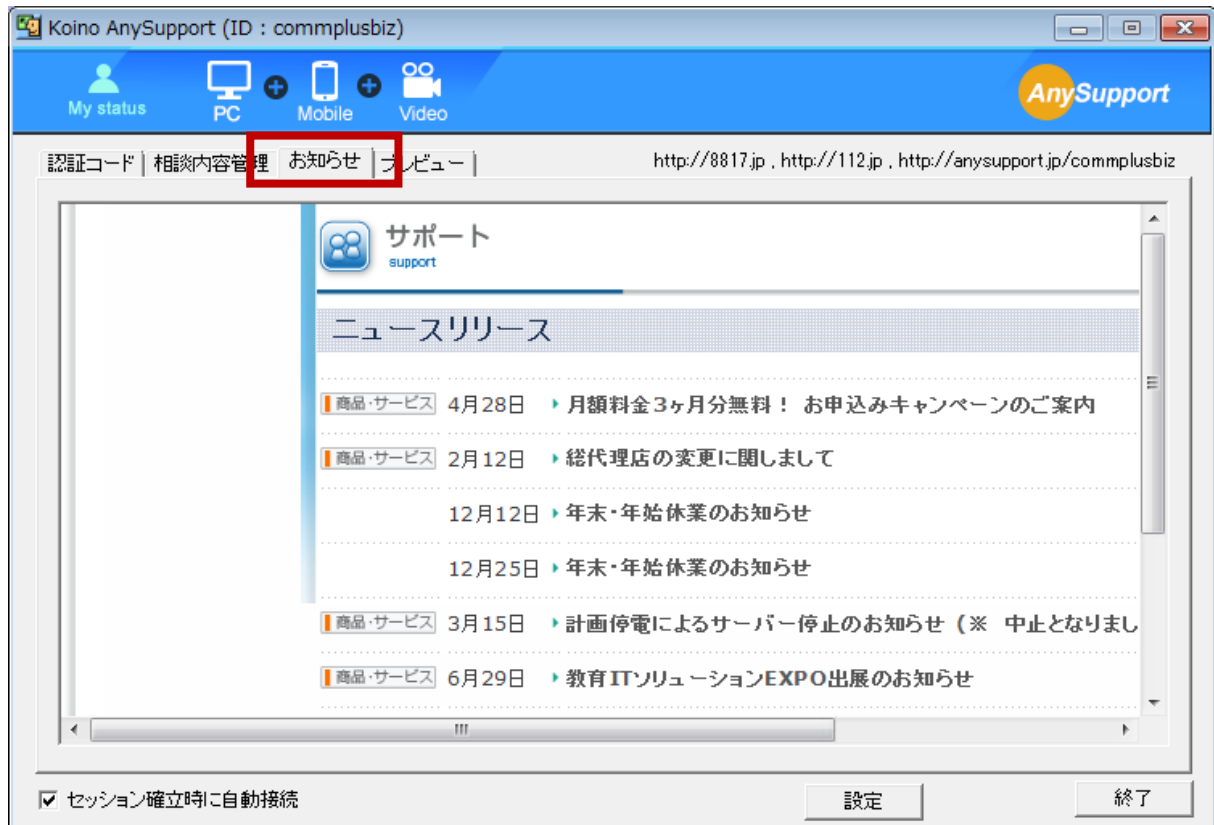 Koino AnySupport (ID : commplusbiz)
My status PC Mobile Video AnySupport
認証コード 相談内容管理 お知らせ プレビュー http://8817.jp , http://112.jp , http://anysupport.jp/commplusbiz
サポート
support
ニュースリリース
商品・サービス 4月28日 月額料金3ヶ月分無料! お申込みキャンペーンのご案内
商品・サービス 2月12日 総代理店の変更に関しまして
12月12日 年末・年始休業のお知らせ
12月25日 年末・年始休業のお知らせ
商品・サービス 3月15日 計画停電によるサーバー停止のお知らせ(※ 中止となりまし
商品・サービス 6月29日 教育ITソリューションEXPO出展のお知らせ
セッション確立時に自動接続 設定 終了